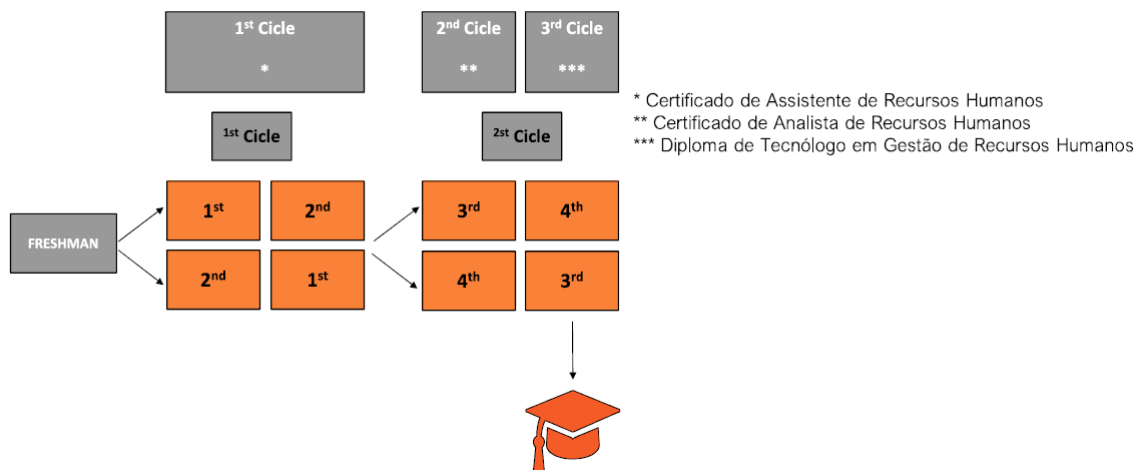 1st Cicle
*
2nd Cicle
**
3rd Cicle
***
* Certificado de Assistente de Recursos Humanos
** Certificado de Analista de Recursos Humanos
*** Diploma de Tecnólogo em Gestão de Recursos Humanos
1st Cicle
2st Cicle
1st
2nd
3rd
4th
FRESHMAN
2nd
1st
4th
3rd